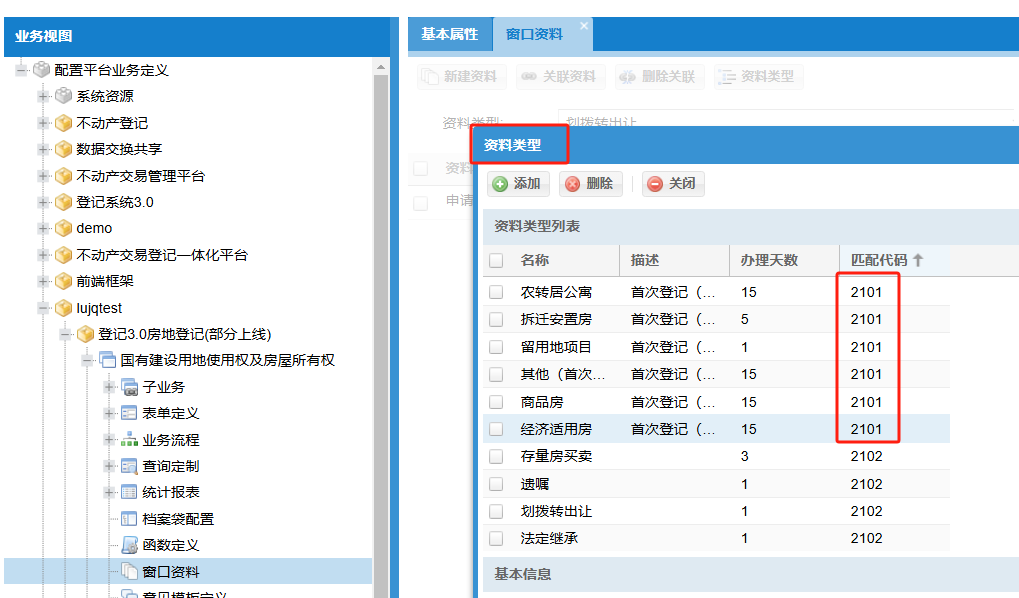 业务视图
配置平台业务定义
系统资源
不动产登记
数据交换共享
不动产交易管理平台
登记系统3.0
demo
不动产交易登记一体化平台
前端框架
lujqtest
登记3.0房地登记(部分上线)
国有建设用地使用权及房屋所有权
子业务
表单定义
业务流程
查询定制
统计报表
档案袋配置
函数定义
窗口资料
意见模板定义
基本属性 窗口资料
新建资料 关联资料 删除关联 资料类型
资料类型: 划拨转出让
资料
申请
资料类型
添加 删除 关闭
资料类型列表
名称 描述 办理天数 匹配代码
农转居公寓 首次登记（... 15 2101
拆迁安置房 首次登记（... 5 2101
留用地项目 首次登记（... 1 2101
其他（首次... 首次登记（... 15 2101
商品房 首次登记（... 15 2101
经济适用房 首次登记（... 15 2101
存量房买卖 3 2102
遗嘱 1 2102
划拨转出让 1 2102
法定继承 1 2102
基本信息